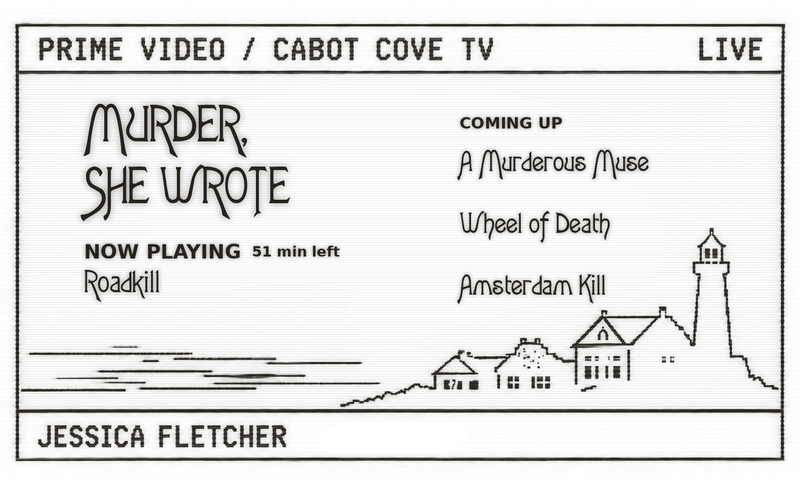 PRIME VIDEO / CABOT COVE TV
LIVE
MURDER,
SHE WROTE
NOW PLAYING 51 min left
Roadkill
COMING UP
A Murderous Muse
Wheel of Death
Amsterdam Kill
JESSICA FLETCHER